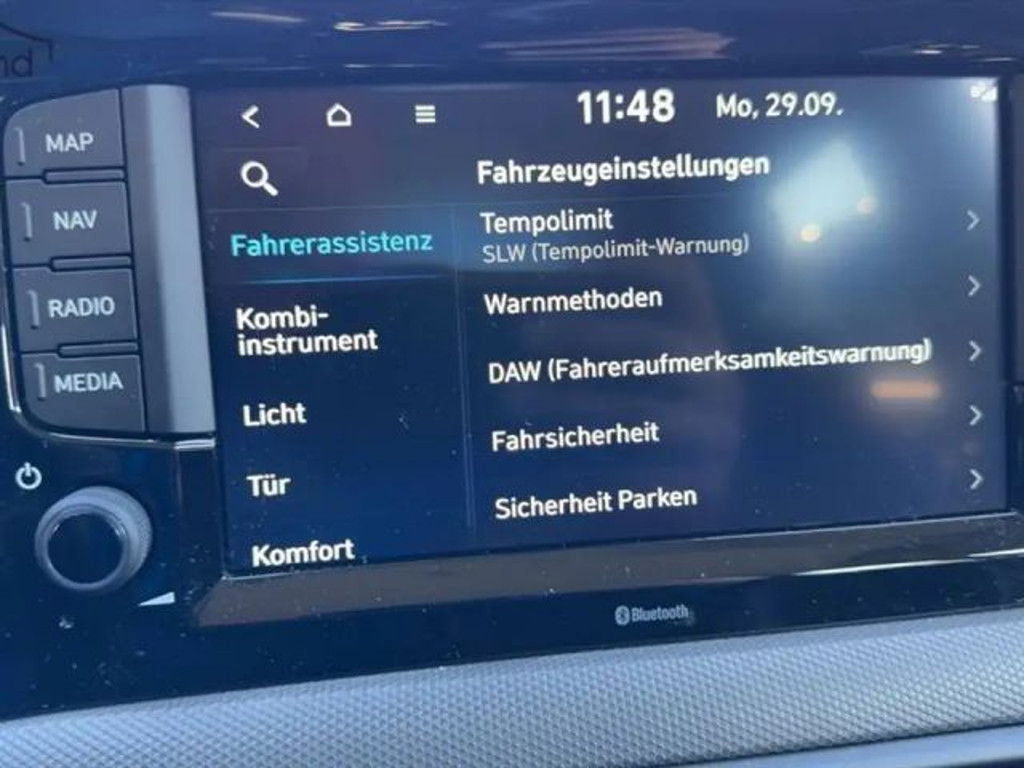 nd
MAP
NAV
RADIO
MEDIA
11:48 Mo, 29.09.
Fahrzeugeinstellungen
Fahrerassistenz
Kombi-
instrument
Licht
Tür
Komfort
Tempolimit
SLW (Tempolimit-Warnung)
Warnmethoden
DAW (Fahreraufmerksamkeitswarnung)
Fahrsicherheit
Sicherheit Parken
Bluetooth